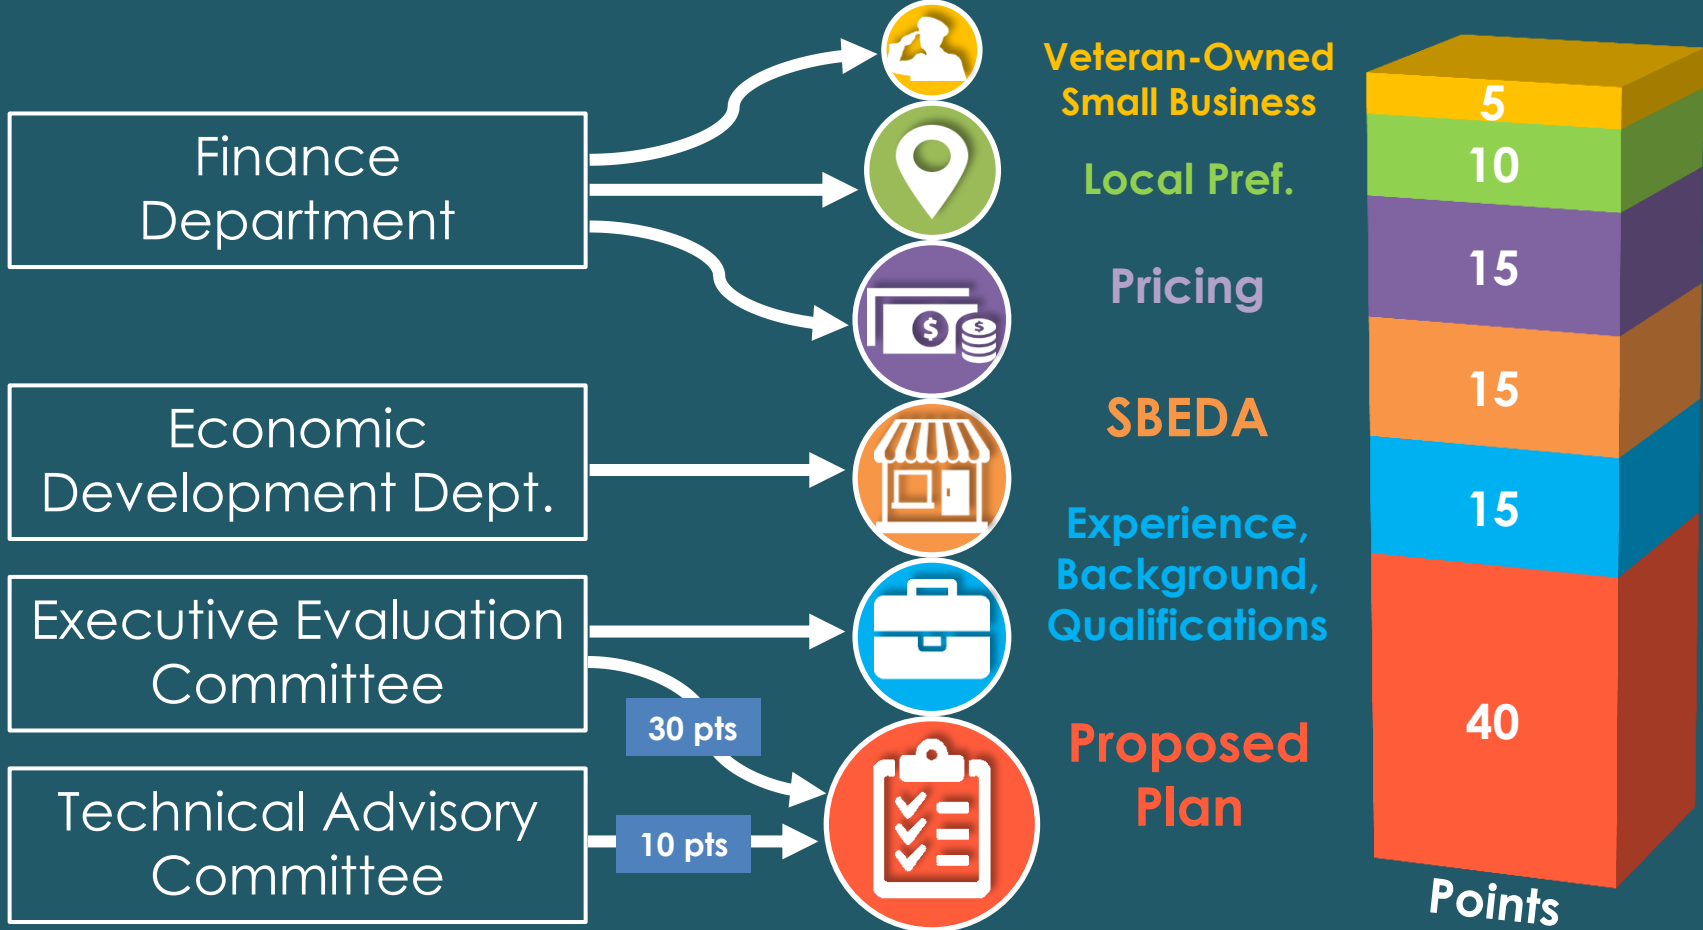 Finance
Department
Economic
Development Dept.
Executive Evaluation
Committee
Technical Advisory
Committee
30 pts
10 pts
$
$
Veteran-Owned
Small Business
Local Pref.
Pricing
SBEDA
Experience,
Background,
Qualifications
Proposed
Plan
5
10
15
15
15
40
Points